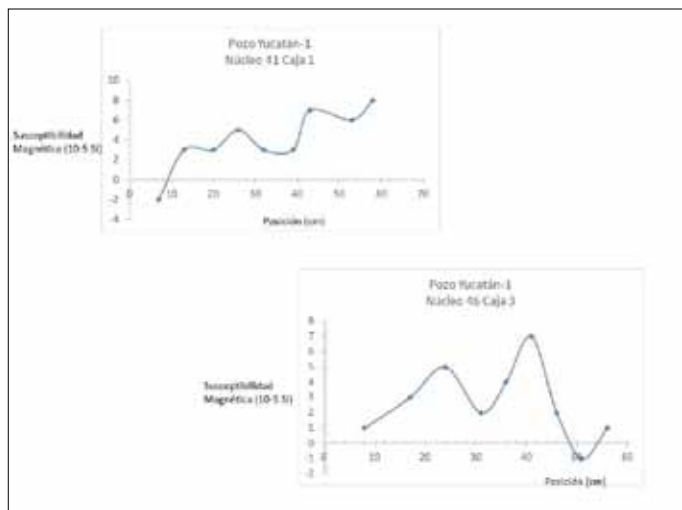 Pozo Yucatán-1
Núcleo 41 Caja 1
10
8
6
4
2
0
-2
-4
0 10 20 30 40 50 60 70
Susceptibilidad
Magnética (10-5 SI)
Posición (cm)
Pozo Yucatán-1
Núcleo 46 Caja 3
8
7
6
5
4
3
2
1
0
-1
-2
0 10 20 30 40 50 60
Susceptibilidad
Magnética (10-5 SI)
Posición (cm)